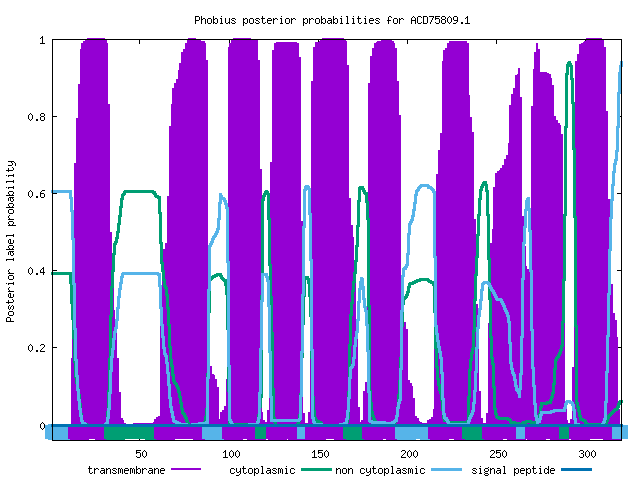 Phobius posterior probabilities for ACD75809.1
1
0.8
0.6
0.4
0.2
0
Posterior label probability
50 100 150 200 250 300
transmembrane cytoplasmic non cytoplasmic signal peptide